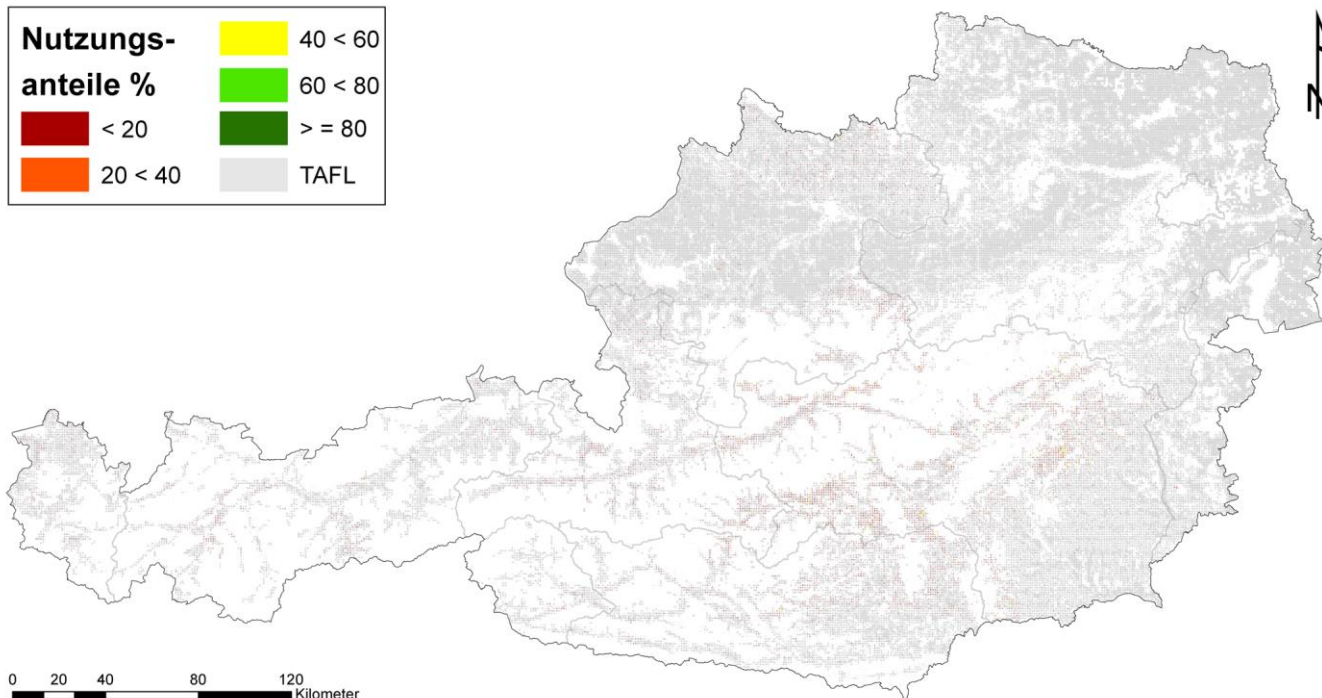 Nutzungs-
anteile %
< 20
20 < 40
40 < 60
60 < 80
> = 80
TAFL
N
0 20 40 80 120
Kilometer